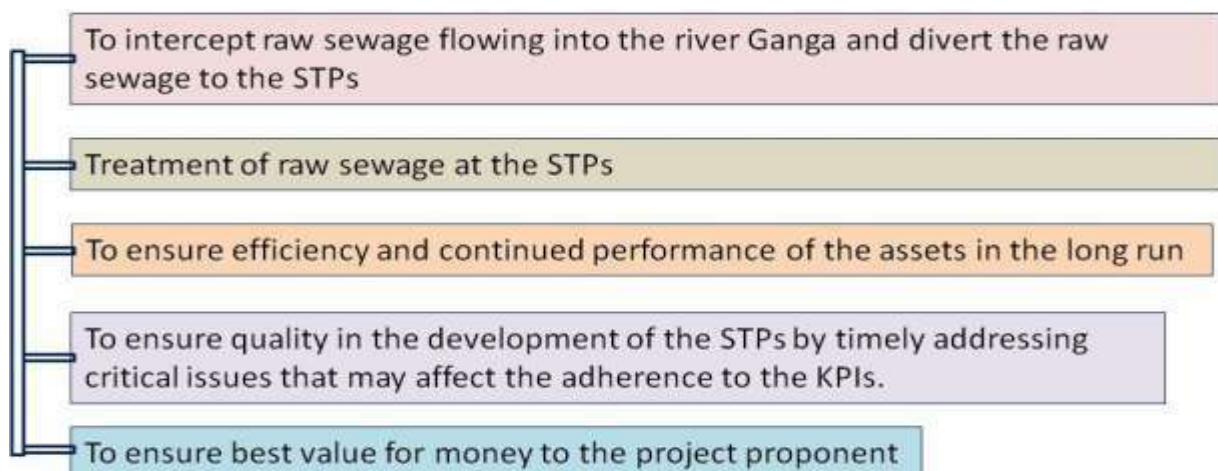 To intercept raw sewage flowing into the river Ganga and divert the raw
sewage to the STPs
Treatment of raw sewage at the STPs
To ensure efficiency and continued performance of the assets in the long run
To ensure quality in the development of the STPs by timely addressing
critical issues that may affect the adherence to the KPIs.
To ensure best value for money to the project proponent